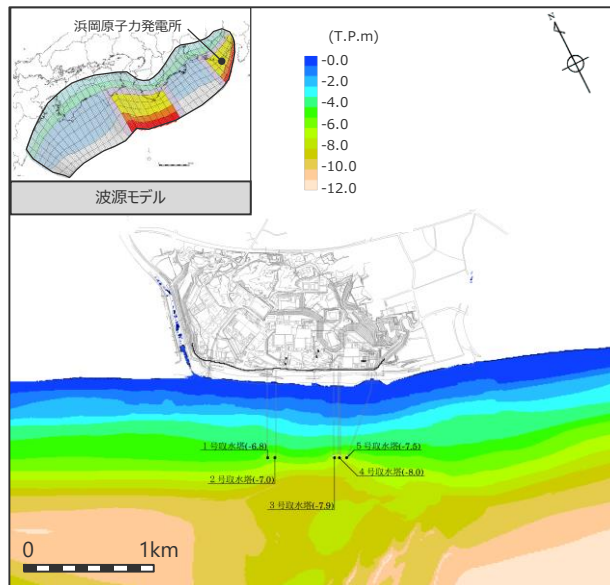 浜岡原子力発電所
波源モデル
(T.P.m)
-0.0
-2.0
-4.0
-6.0
-8.0
-10.0
-12.0
N
1号取水塔(-6.8)
5号取水塔(-7.5)
2号取水塔(-7.0)
4号取水塔(-8.0)
3号取水塔(-7.9)
0 1km